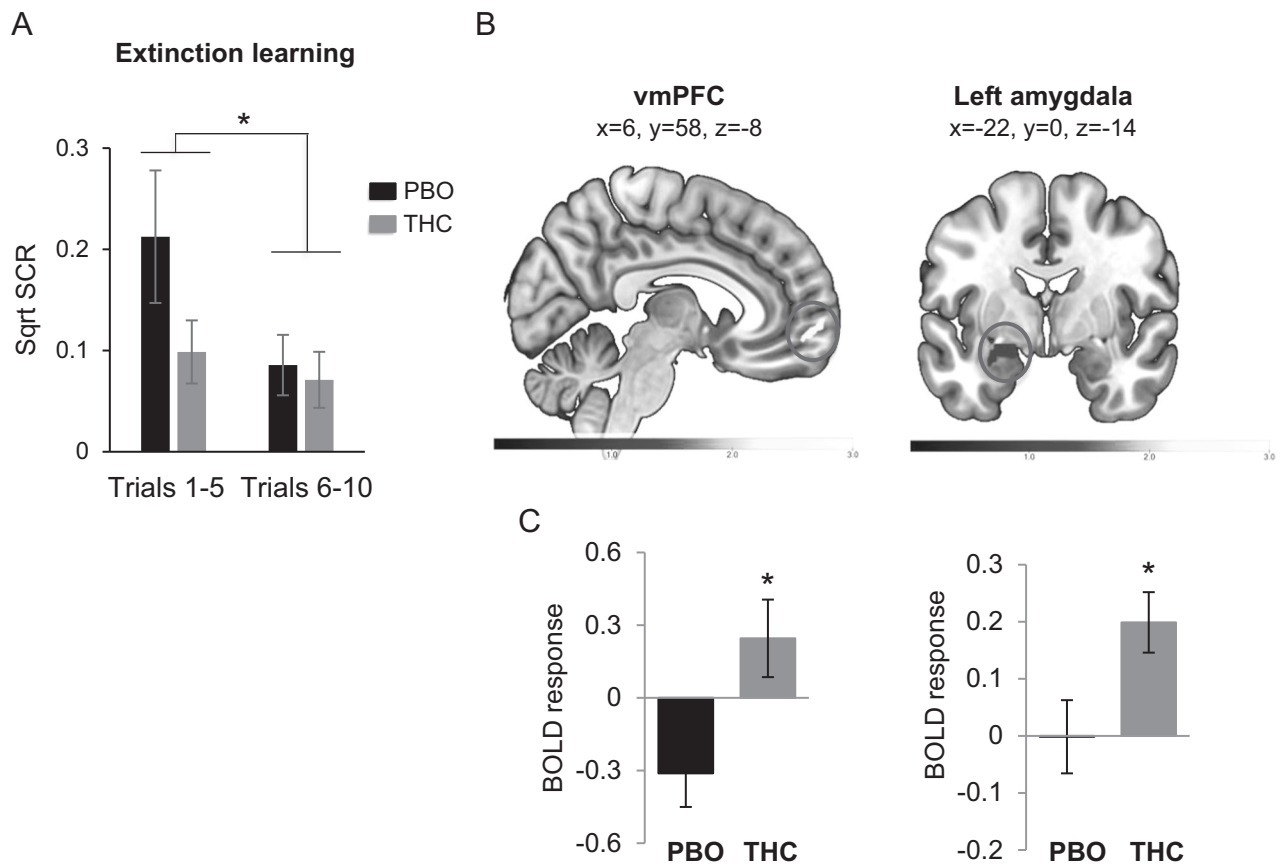 A
Extinction learning
*
0.3
0.2
0.1
0
Sqrt SCR
PBO
THC
Trials 1-5 Trials 6-10
B
vmPFC
x=6, y=58, z=-8
1.0 2.0 3.0
Left amygdala
x=-22, y=0, z=-14
1.0 2.0 3.0
C
0.6
0.3
0
-0.3
-0.6
BOLD response
*
PBO THC
0.3
0.2
0.1
0
-0.1
-0.2
BOLD response
*
PBO THC